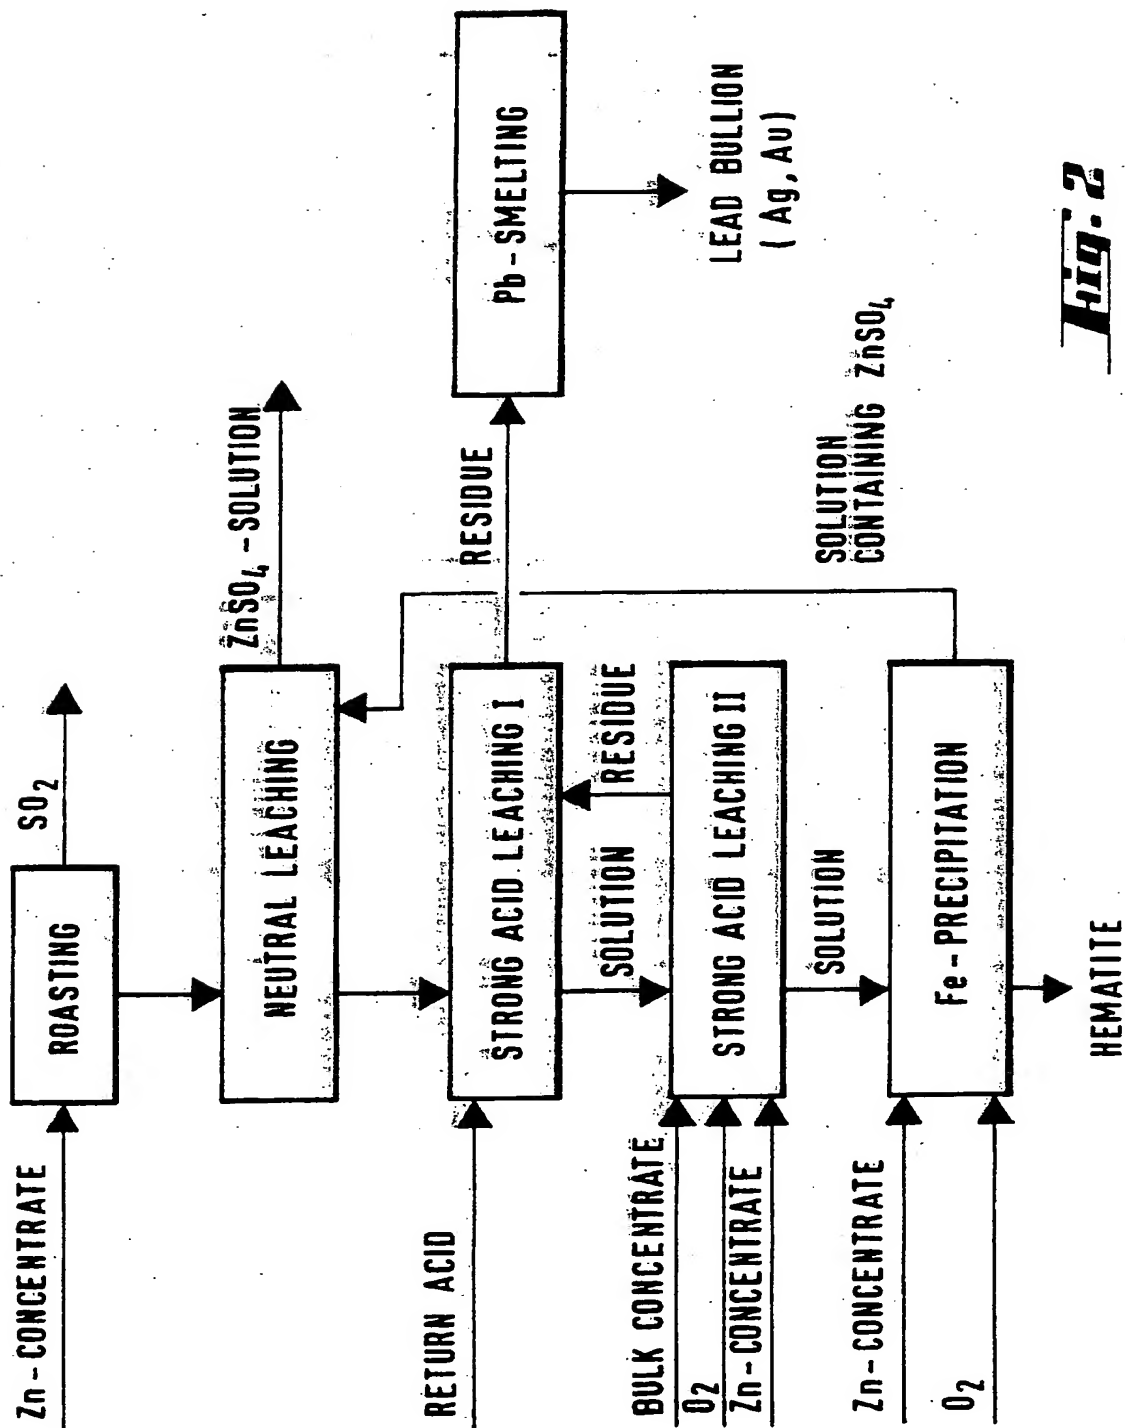 Zn-CONCENTRATE
ROASTING
SO2
NEUTRAL LEACHING
ZnSO4-SOLUTION
RETURN ACID
STRONG ACID LEACHING I
RESIDUE
Pb-SMELTING
LEAD BULLION
(Ag, Au)
SOLUTION
RESIDUE
BULK CONCENTRATE
O2
Zn-CONCENTRATE
STRONG ACID LEACHING II
SOLUTION
SOLUTION
CONTAINING ZnSO4
Zn-CONCENTRATE
O2
Fe-PRECIPITATION
HEMATITE
Fig. 2